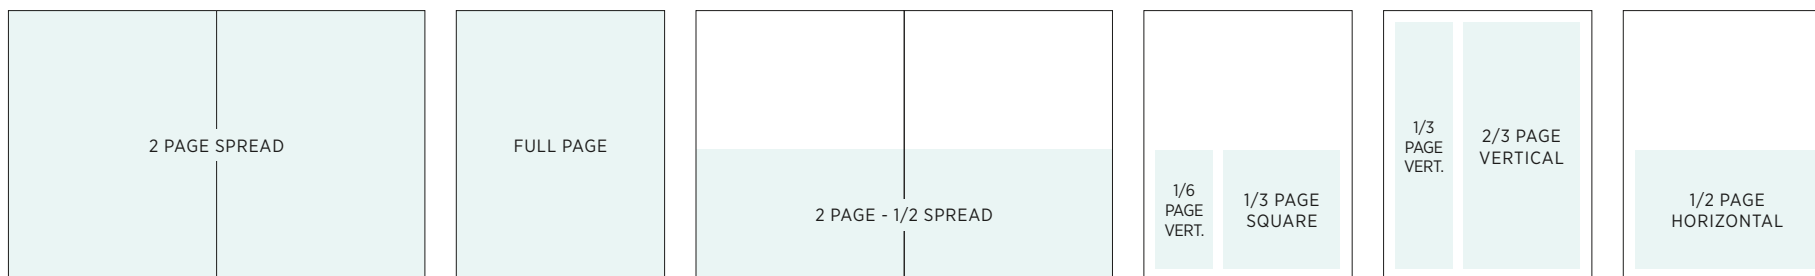 2 PAGE SPREAD
FULL PAGE
2 PAGE - 1/2 SPREAD
1/6
PAGE
VERT.
1/3 PAGE
SQUARE
1/3
PAGE
VERT.
2/3 PAGE
VERTICAL
1/2 PAGE
HORIZONTAL